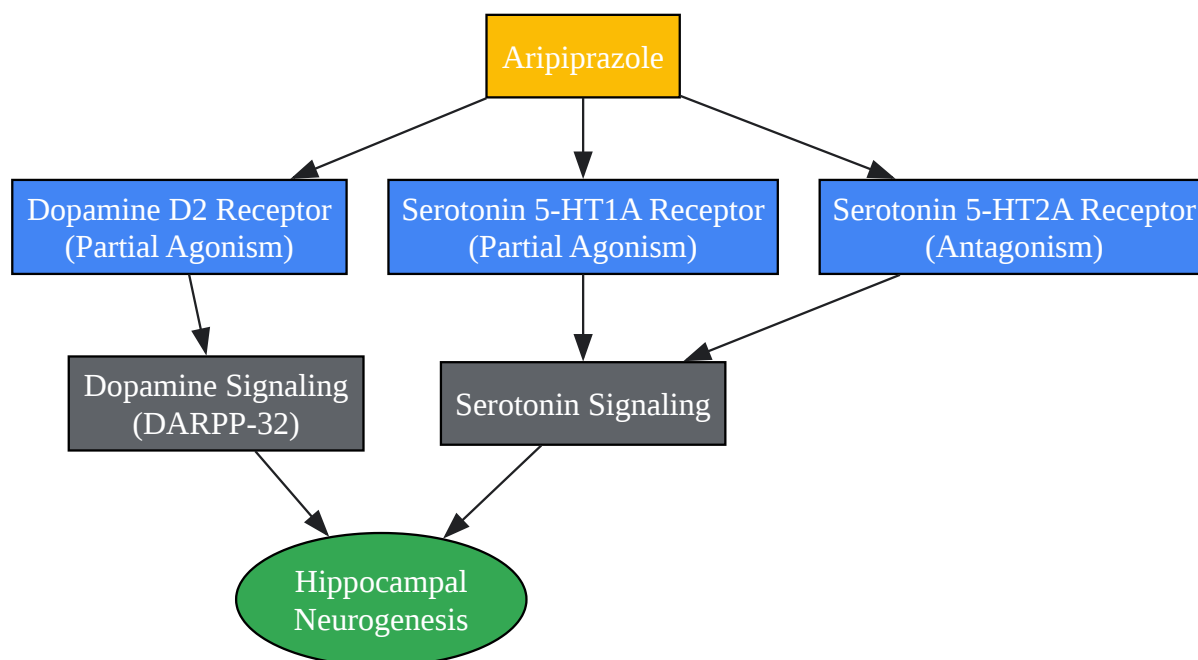 Aripiprazole
Dopamine D2 Receptor
(Partial Agonism)
Serotonin 5-HT1A Receptor
(Partial Agonism)
Serotonin 5-HT2A Receptor
(Antagonism)
Dopamine Signaling
(DARPP-32)
Serotonin Signaling
Hippocampal
Neurogenesis